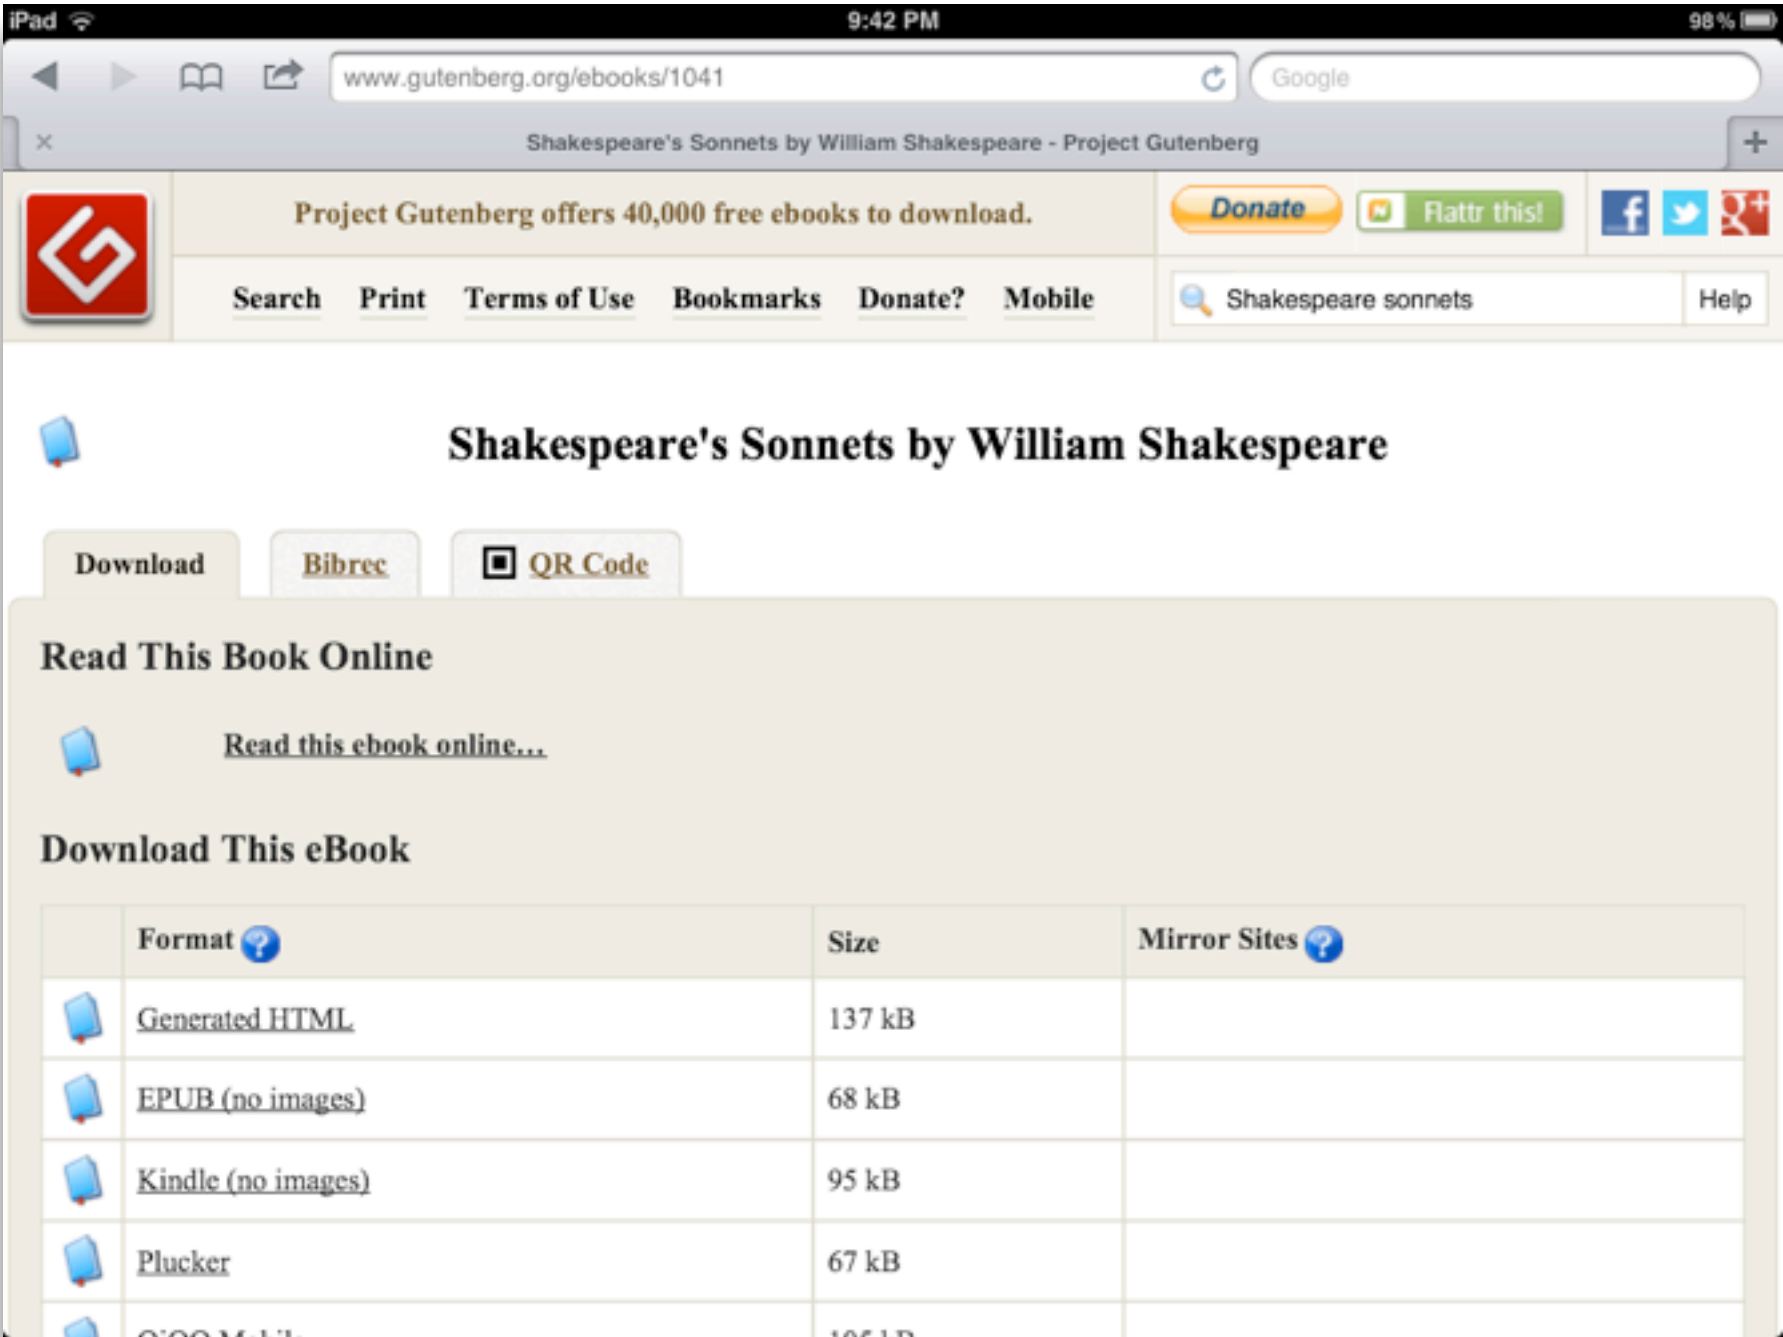 iPad 9:42 PM 98%
www.gutenberg.org/ebooks/1041 Google
Shakespeare's Sonnets by William Shakespeare - Project Gutenberg
Project Gutenberg offers 40,000 free ebooks to download. Donate Flattr this!
Search Print Terms of Use Bookmarks Donate? Mobile Shakespeare sonnets Help
Shakespeare's Sonnets by William Shakespeare
Download Bibrec QR Code
Read This Book Online
Read this ebook online…
Download This eBook
Format Size Mirror Sites
Generated HTML 137 kB
EPUB (no images) 68 kB
Kindle (no images) 95 kB
Plucker 67 kB